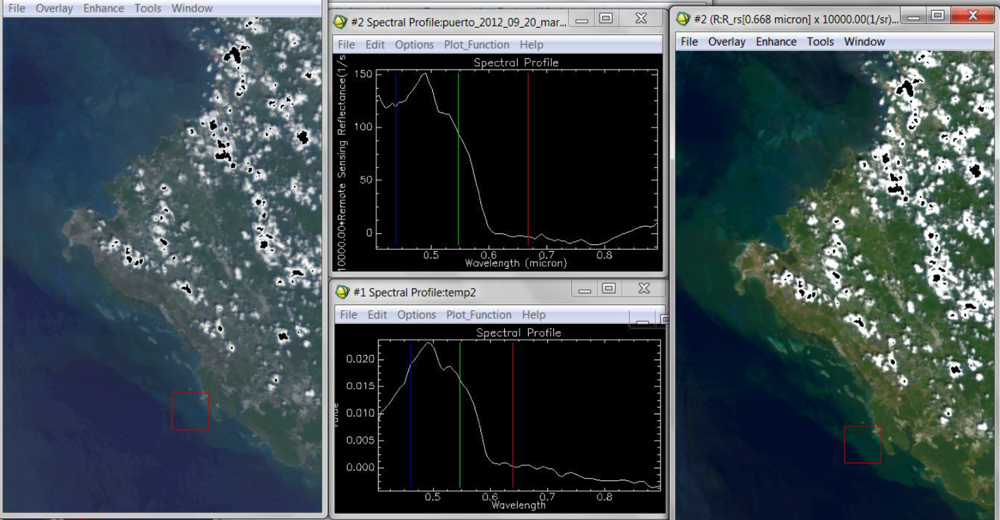 File Overlay Enhance Tools Window
#2 Spectral Profile:puerto_2012_09_20_mar...
File Edit Options Plot_Function Help
Spectral Profile
10000.00*Remote Sensing Reflectance(1/s
150
100
50
0
0.5 0.6 0.7 0.8
Wavelength (micron)
#1 Spectral Profile:temp2
File Edit Options Plot_Function Help
Spectral Profile
Value
0.020
0.015
0.010
0.005
0.000
0.5 0.6 0.7 0.8
Wavelength
#2 (R:R_rs[0.668 micron] x 10000.00(1/sr)...
File Overlay Enhance Tools Window